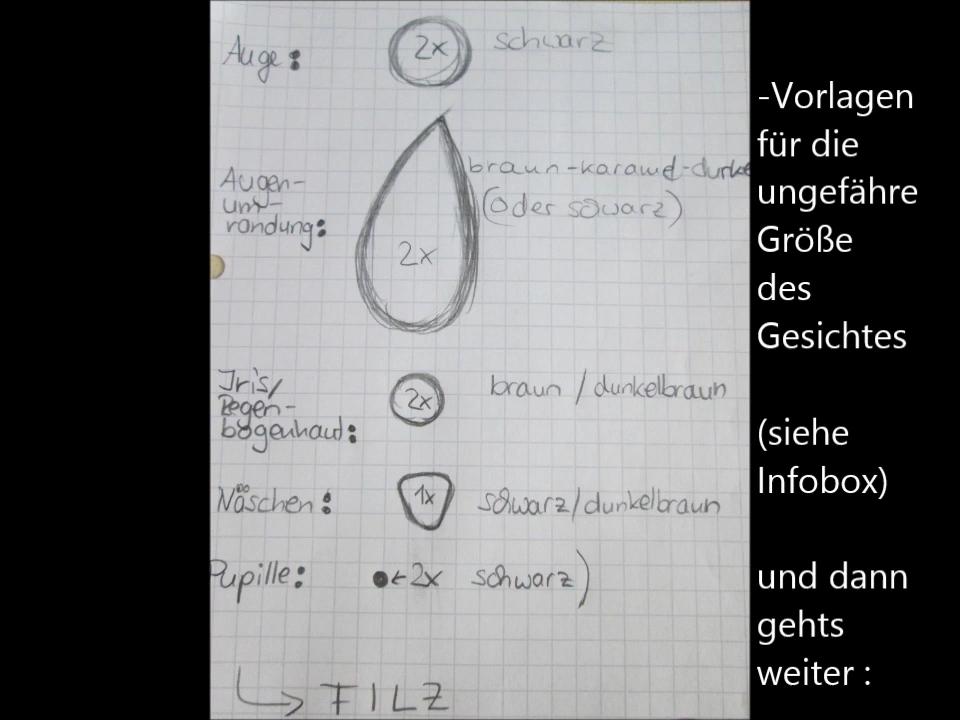 Auge:
2x
schwarz
Augen-
um-
randung:
2x
braun-karamel-dunkel
(oder schwarz)
Iris/
Regen-
bogenhaut:
2x
braun / dunkelbraun
Näschen:
1x
schwarz/dunkelbraun
Pupille:
2x
schwarz)
FILZ
-Vorlagen
für die
ungefähre
Größe
des
Gesichtes
(siehe
Infobox)
und dann
gehts
weiter :